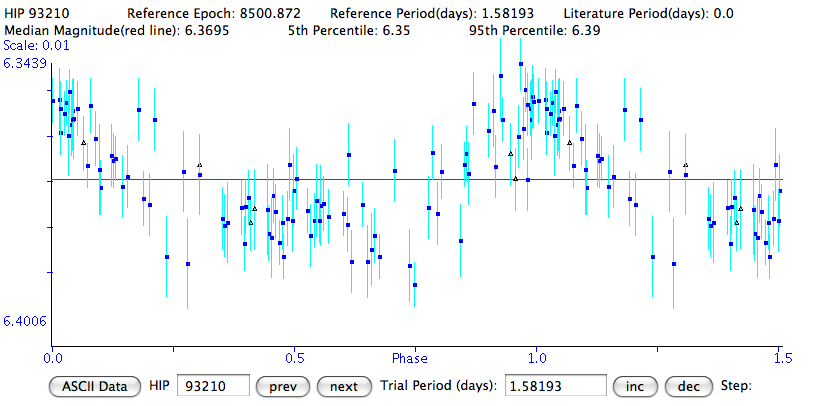 HIP 93210 Reference Epoch: 8500.872 Reference Period(days): 1.58193 Literature Period(days): 0.0
Median Magnitude(red line): 6.3695 5th Percentile: 6.35 95th Percentile: 6.39
Scale: 0.01
6.3439
6.4006
0.0 0.5 Phase 1.0 1.5
ASCII Data HIP 93210 prev next Trial Period (days): 1.58193 inc dec Step: